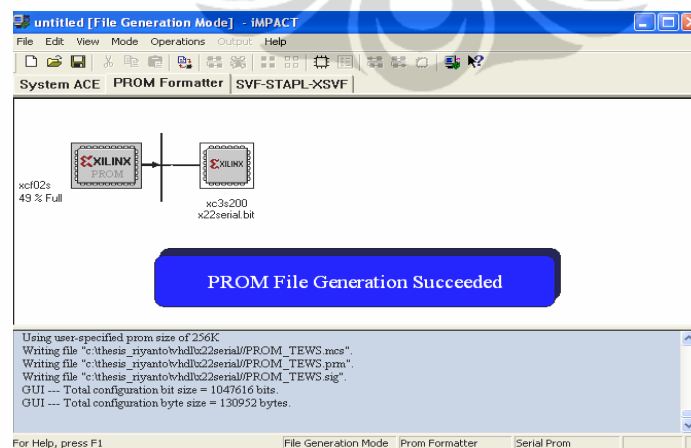 untitled [File Generation Mode] - iMPACT
File Edit View Mode Operations Output Help
System ACE PROM Formatter SVF-STAPL-XSVF
XILINX
PROM
XILINX
xcf02s
49 % Full
xc3s200
x22serial.bit
PROM File Generation Succeeded
Using user-specified prom size of 256K
Writing file "c:\thesis_riyanto\vhdl\x22serial//PROM_TEWS.mcs".
Writing file "c:\thesis_riyanto\vhdl\x22serial//PROM_TEWS.prm".
Writing file "c:\thesis_riyanto\vhdl\x22serial//PROM_TEWS.sig".
GUI --- Total configuration bit size = 1047616 bits.
GUI --- Total configuration byte size = 130952 bytes.
For Help, press F1 File Generation Mode Prom Formatter Serial Prom